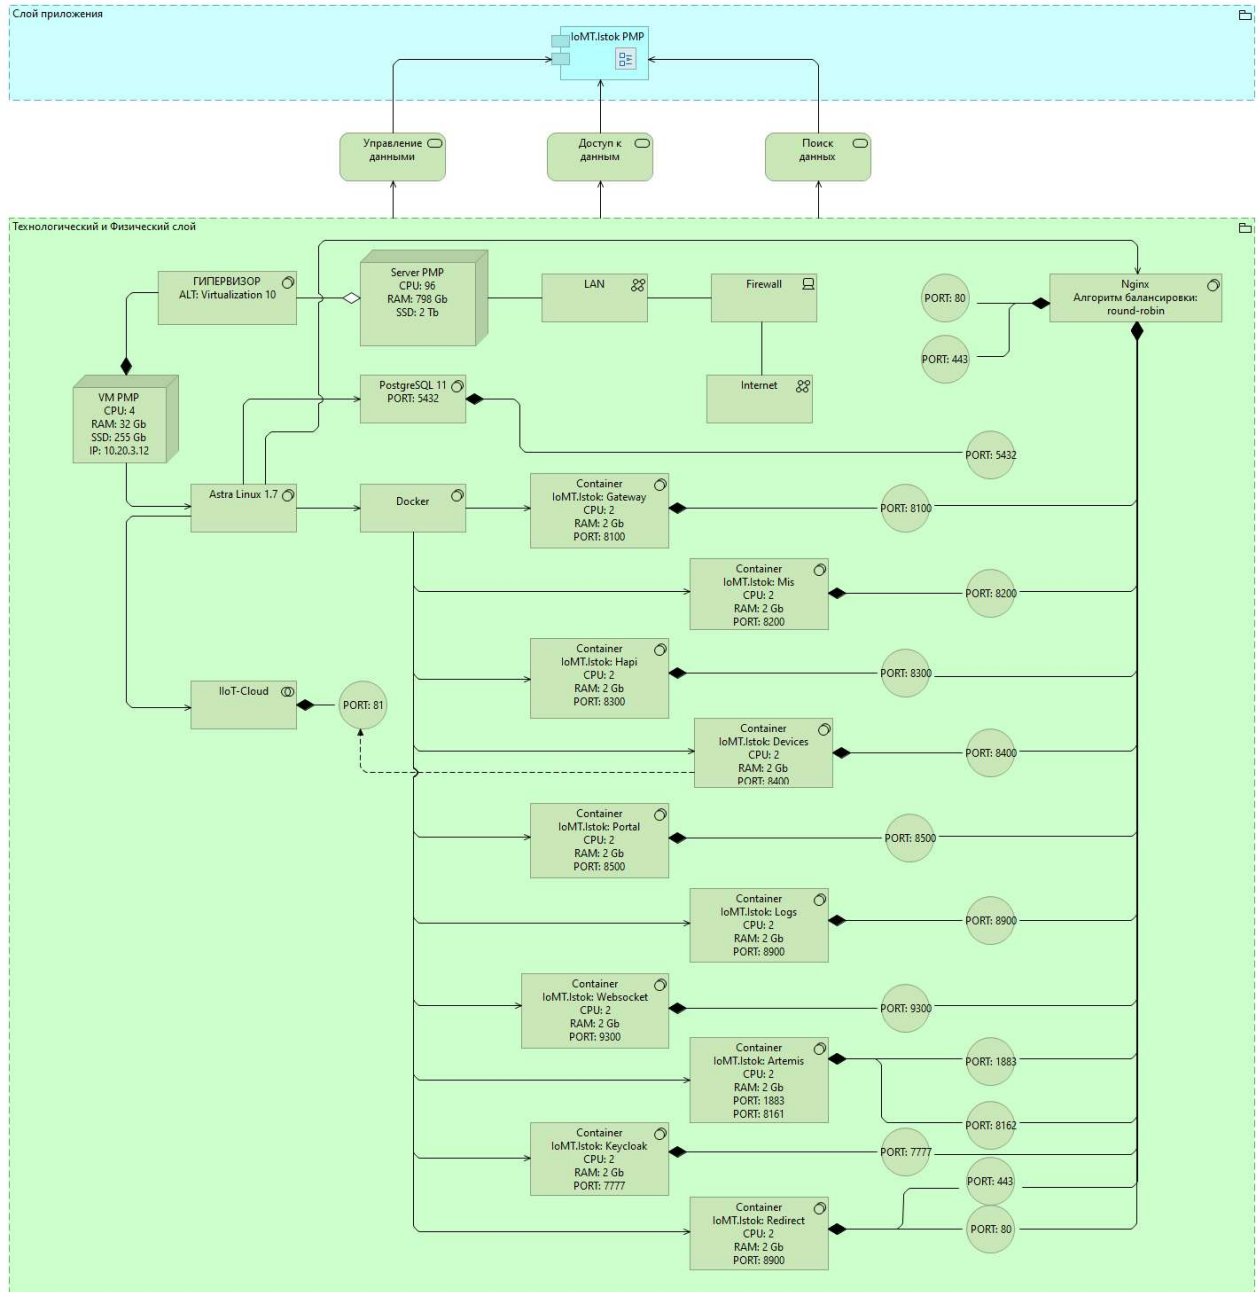 Слой приложения
IoMT.Istok PMP
Управление
данными
Доступ к
данным
Поиск
данных
Технологический и Физический слой
ГИПЕРВИЗОР
ALT: Virtualization 10
Server PMP
CPU: 96
RAM: 798 Gb
SSD: 2 Tb
LAN
Firewall
PORT: 80
Nginx
Алгоритм балансировки:
round-robin
PORT: 443
VM PMP
CPU: 4
RAM: 32 Gb
SSD: 255 Gb
IP: 10.20.3.12
PostgreSQL 11
PORT: 5432
Internet
PORT: 5432
Astra Linux 1.7
Docker
Container
IoMT.Istok: Gateway
CPU: 2
RAM: 2 Gb
PORT: 8100
PORT: 8100
Container
IoMT.Istok: Mis
CPU: 2
RAM: 2 Gb
PORT: 8200
PORT: 8200
Container
IoMT.Istok: Hapi
CPU: 2
RAM: 2 Gb
PORT: 8300
PORT: 8300
IIoT-Cloud
PORT: 81
Container
IoMT.Istok: Devices
CPU: 2
RAM: 2 Gb
PORT: 8400
PORT: 8400
Container
IoMT.Istok: Portal
CPU: 2
RAM: 2 Gb
PORT: 8500
PORT: 8500
Container
IoMT.Istok: Logs
CPU: 2
RAM: 2 Gb
PORT: 8900
PORT: 8900
Container
IoMT.Istok: Websocket
CPU: 2
RAM: 2 Gb
PORT: 9300
PORT: 9300
Container
IoMT.Istok: Artemis
CPU: 2
RAM: 2 Gb
PORT: 1883
PORT: 8161
PORT: 1883
PORT: 8162
Container
IoMT.Istok: Keycloak
CPU: 2
RAM: 2 Gb
PORT: 7777
PORT: 7777
Container
IoMT.Istok: Redirect
CPU: 2
RAM: 2 Gb
PORT: 8900
PORT: 443
PORT: 80